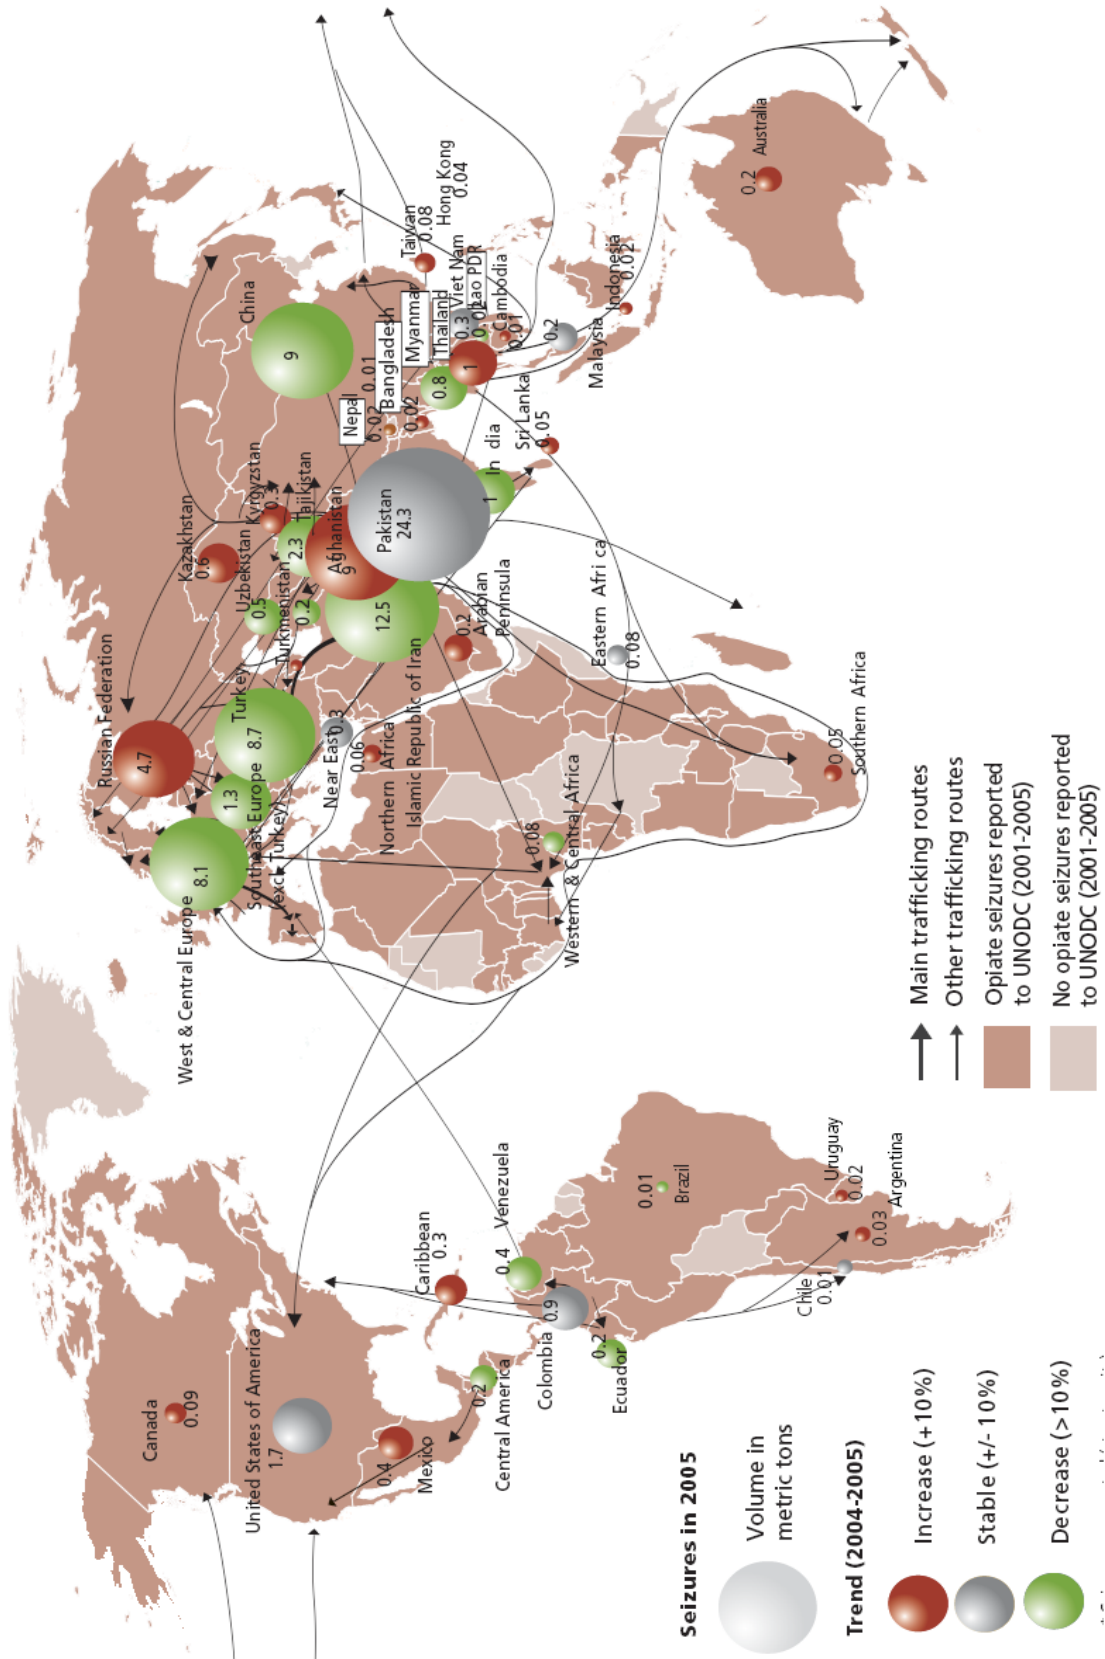 Canada
0.09
United States of America
1.7
0.4
Mexico
Central America
0.2
Caribbean
0.3
0.4
Venezuela
Colombia
0.9
0.2
Ecuador
0.01
Brazil
Chile
0.01
Uruguay
0.02
0.03
Argentina
West & Central Europe
8.1
Southeast Europe
(excl. Turkey)
1.3
Russian Federation
4.7
Turkey
8.7
Near East
0.3
0.06
Northern Africa
Islamic Republic of Iran
12.5
Western & Central Africa
0.08
Eastern Africa
0.08
0.05
Southern Africa
0.2
Arabian
Peninsula
Turkmenistan
0.2
Uzbekistan
0.5
Kazakhstan
0.6
Kyrgyzstan
0.3
Tajikistan
2.3
Afghanistan
9
Pakistan
24.3
In dia
1
Sri Lanka
0.05
Nepal
0.02
Bangladesh
0.02
0.01
China
9
Myanmar
0.8
Thailand
1
Viet Nam
0.3
Lao PDR
0.02
Cambodia
0.01
Taiwan
0.08
Hong Kong
0.04
Malaysia
0.2
Indonesia
0.02
0.2
Australia
Seizures in 2005
Volume in
metric tons
Trend (2004-2005)
Increase (+10%)
Stable (+/- 10%)
Decrease (>10%)
Main trafficking routes
Other trafficking routes
Opiate seizures reported
to UNODC (2001-2005)
No opiate seizures reported
to UNODC (2001-2005)